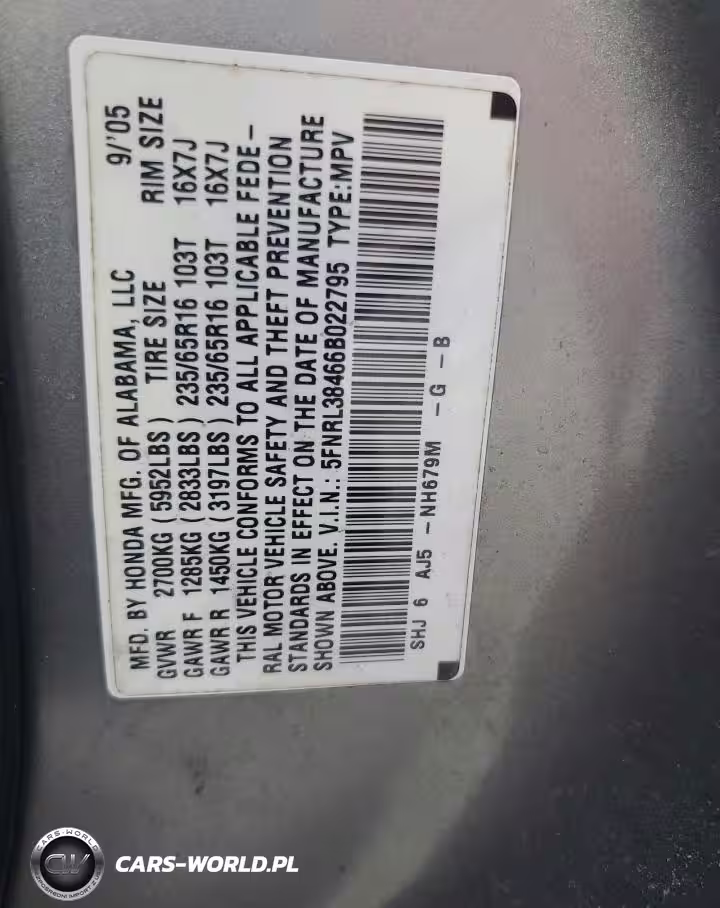 MFD. BY HONDA MFG. OF ALABAMA, LLC 9/'05
GVWR 2700KG (5952LBS) TIRE SIZE RIM SIZE
GAWR F 1285KG (2833LBS) 235/65R16 103T 16X7J
GAWR R 1450KG (3197LBS) 235/65R16 103T 16X7J
THIS VEHICLE CONFORMS TO ALL APPLICABLE FEDE-
RAL MOTOR VEHICLE SAFETY AND THEFT PREVENTION
STANDARDS IN EFFECT ON THE DATE OF MANUFACTURE
SHOWN ABOVE. V.I.N.: 5FNRL38466B022795 TYPE:MPV
SHJ 6 AJ5 -NH679M -G -B
CARS-WORLD
CW
CARS-WORLD.PL